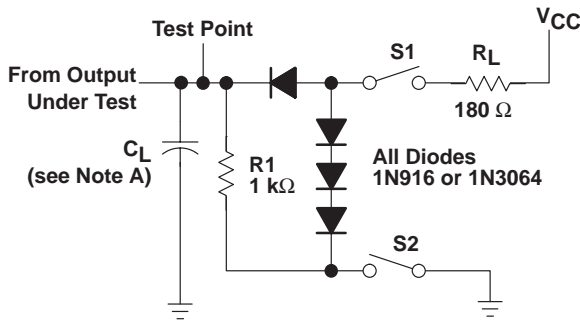 VCC
Test Point
S1
RL
From Output
Under Test
180 Ω
CL
(see Note A)
R1
1 kΩ
All Diodes
1N916 or 1N3064
S2